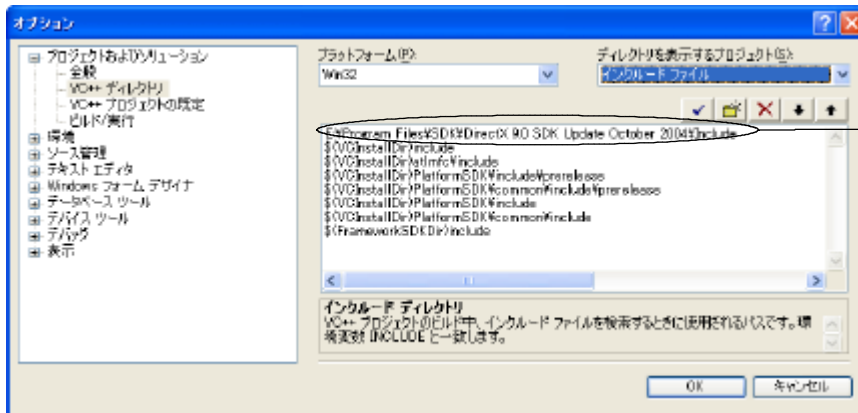 オプション
プロジェクトおよびソリューション
全般
VC++ ディレクトリ
VC++ プロジェクトの既定
ビルド/実行
環境
ソース管理
テキスト エディタ
Windows フォーム デザイナ
データベース ツール
デバイス ツール
デバッグ
表示
プラットフォーム(P):
Win32
ディレクトリを表示するプロジェクト(S):
インクルード ファイル
¥Program Files¥SDK¥DirectX 9.0 SDK Update October 2004¥Include
$(VCInstallDir)include
$(VCInstallDir)atlmfc¥include
$(VCInstallDir)PlatformSDK¥include¥prerelease
$(VCInstallDir)PlatformSDK¥common¥include¥prerelease
$(VCInstallDir)PlatformSDK¥include
$(VCInstallDir)PlatformSDK¥common¥include
$(FrameworkSDKDir)include
インクルード ディレクトリ
VC++ プロジェクトのビルド中、インクルード ファイルを検索するときに使用されるパスです。環
境変数 INCLUDE と一致します。
OK
キャンセル